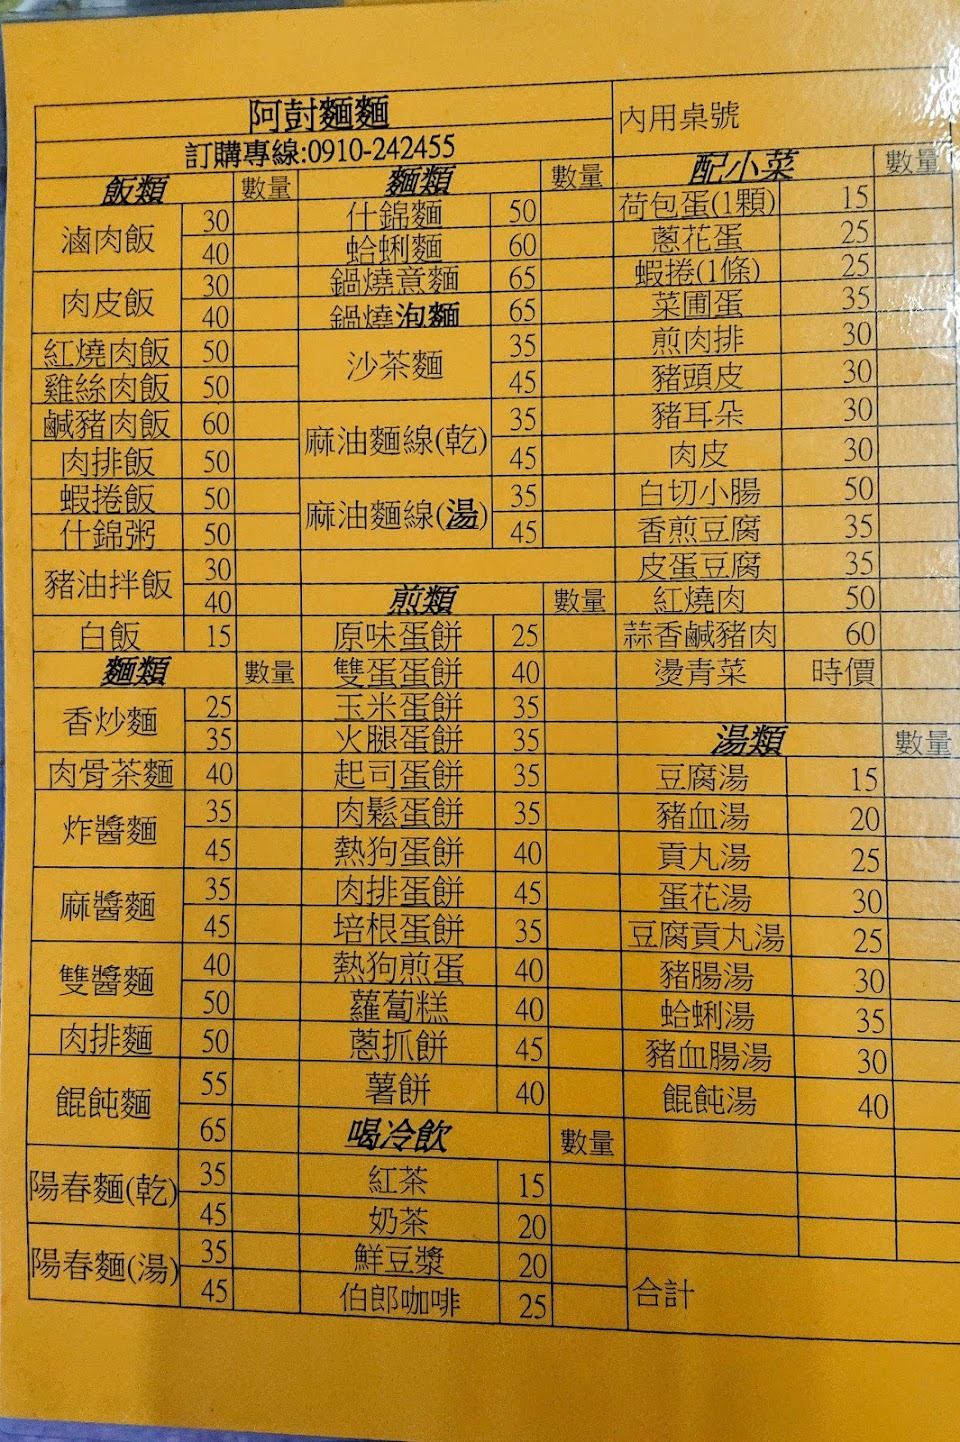 阿㪡麵麵
訂購專線:0910-242455
內用桌號
飯類 數量
滷肉飯 30
40
肉皮飯 30
40
紅燒肉飯 50
雞絲肉飯 50
鹹豬肉飯 60
肉排飯 50
蝦捲飯 50
什錦粥 50
豬油拌飯 30
40
白飯 15
麵類 數量
香炒麵 25
35
肉骨茶麵 40
炸醬麵 35
45
麻醬麵 35
45
雙醬麵 40
50
肉排麵 50
餛飩麵 55
65
陽春麵(乾) 35
45
陽春麵(湯) 35
45
麵類 數量
什錦麵 50
蛤蜊麵 60
鍋燒意麵 65
鍋燒泡麵 65
沙茶麵 35
45
麻油麵線(乾) 35
45
麻油麵線(湯) 35
45
煎類 數量
原味蛋餅 25
雙蛋蛋餅 40
玉米蛋餅 35
火腿蛋餅 35
起司蛋餅 35
肉鬆蛋餅 35
熱狗蛋餅 40
肉排蛋餅 45
培根蛋餅 35
熱狗煎蛋 40
蘿蔔糕 40
蔥抓餅 45
薯餅 40
喝冷飲 數量
紅茶 15
奶茶 20
鮮豆漿 20
伯郎咖啡 25
配小菜 數量
荷包蛋(1顆) 15
蔥花蛋 25
蝦捲(1條) 25
菜圃蛋 35
煎肉排 30
豬頭皮 30
豬耳朵 30
肉皮 30
白切小腸 50
香煎豆腐 35
皮蛋豆腐 35
紅燒肉 50
蒜香鹹豬肉 60
燙青菜 時價
湯類 數量
豆腐湯 15
豬血湯 20
貢丸湯 25
蛋花湯 30
豆腐貢丸湯 25
豬腸湯 30
蛤蜊湯 35
豬血腸湯 30
餛飩湯 40
合計